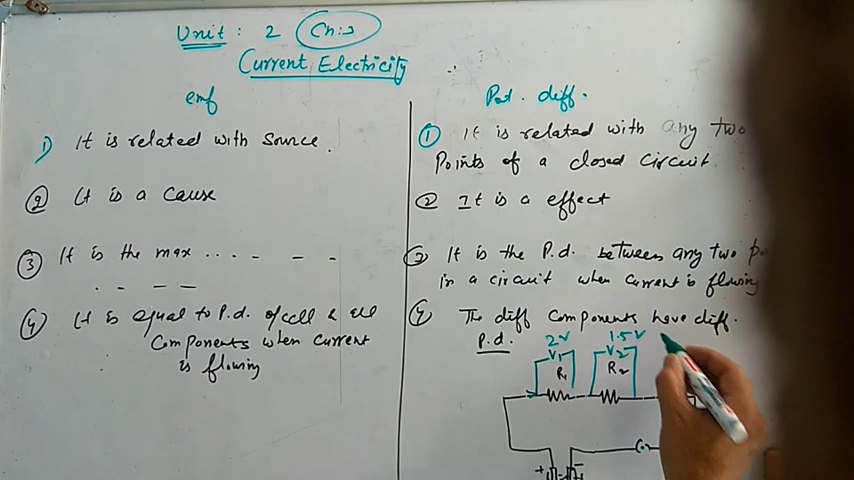 Unit : 2 Ch:2
Current Electricity
emf
1) It is related with Source.
② It is a Cause
③ It is the max .... - - -
. - - -
④ It is equal to P.d. of cell & all
Components when current
is flowing
Pot. diff.
① It is related with any two
Points of a closed circuit.
② It is a effect
③ It is the P.d. between any two
in a circuit when current is flowing
④ The diff components have diff.
P.d.
2V 1.5V
V1 V2
R1 R2
+ -